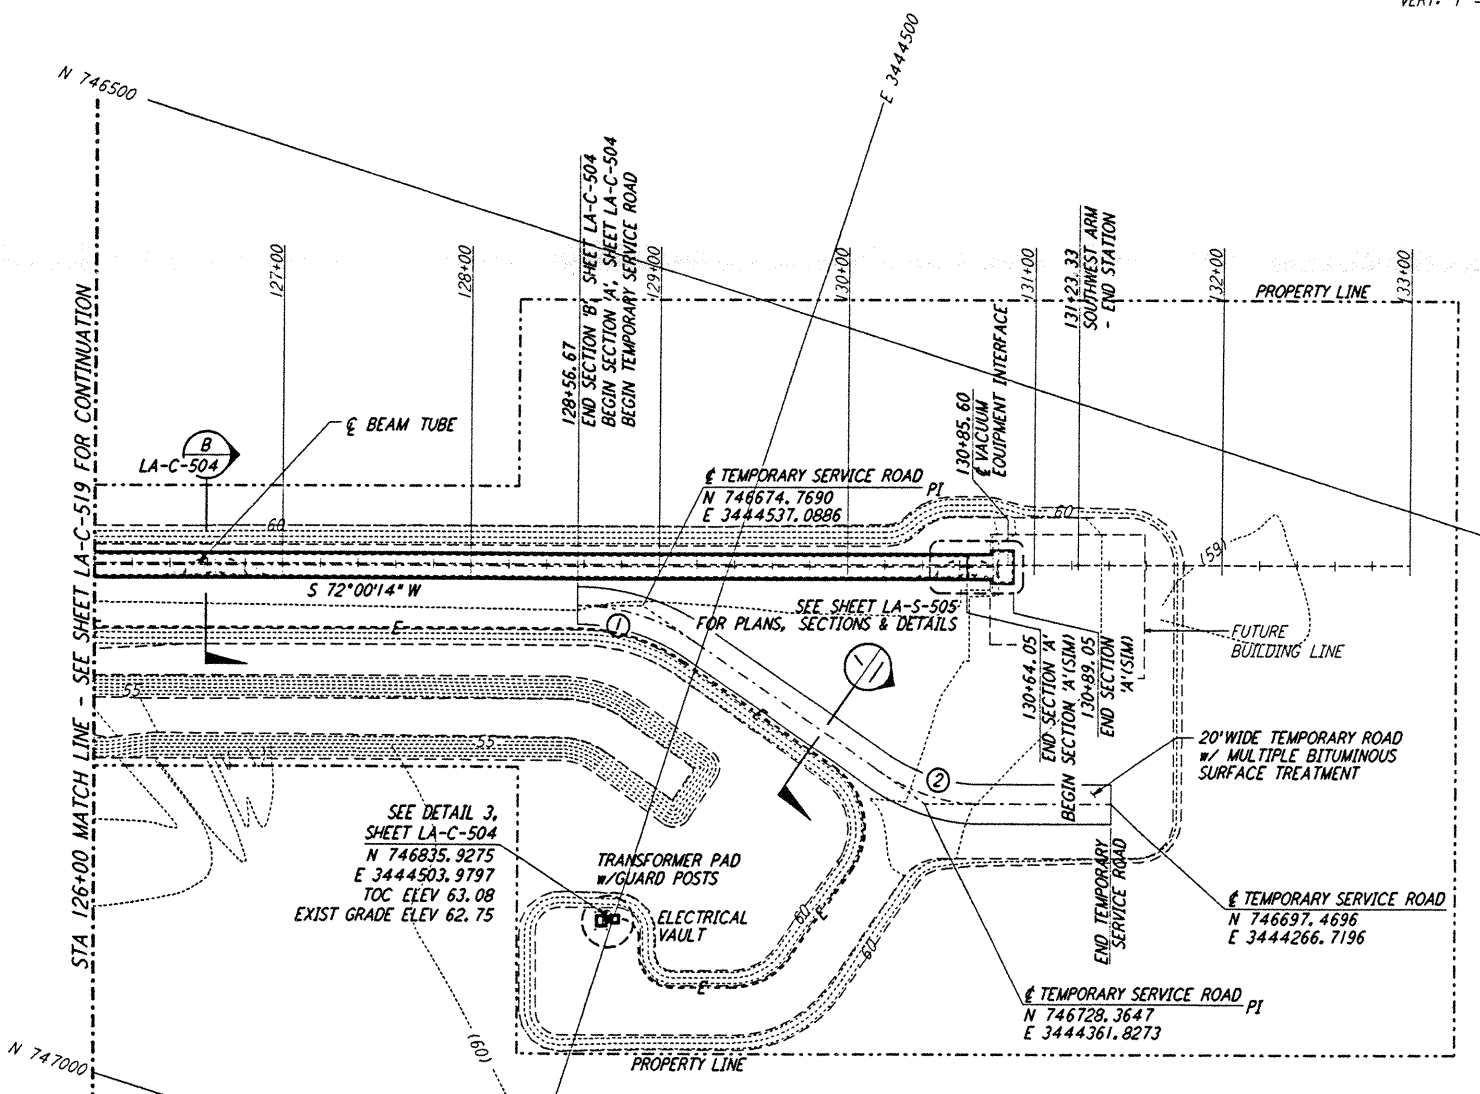 VERT. 1"
N 746500
E 3444500
127+00
128+00
128+56.67
END SECTION 'B', SHEET LA-C-504
BEGIN SECTION 'A', SHEET LA-C-504
BEGIN TEMPORARY SERVICE ROAD
129+00
130+00
131+00
131+23.33
SOUTHWEST ARM
- END STATION
132+00
133+00
PROPERTY LINE
STA 126+00 MATCH LINE - SEE SHEET LA-C-519 FOR CONTINUATION
B
LA-C-504
℄ BEAM TUBE
130+85.60
℄ VACUUM
EQUIPMENT INTERFACE
℄ TEMPORARY SERVICE ROAD
PI
N 746674.7690
E 3444537.0886
60
60
(59)
S 72°00'14" W
E
1
SEE SHEET LA-S-505
FOR PLANS, SECTIONS & DETAILS
130+64.05
END SECTION 'A'
BEGIN SECTION 'A'(SIM)
130+89.05
END SECTION
'A'(SIM)
FUTURE
BUILDING LINE
55
55
E
2
20'WIDE TEMPORARY ROAD
w/ MULTIPLE BITUMINOUS
SURFACE TREATMENT
SEE DETAIL 3,
SHEET LA-C-504
N 746835.9275
E 3444503.9797
TOC ELEV 63.08
EXIST GRADE ELEV 62.75
TRANSFORMER PAD
w/GUARD POSTS
ELECTRICAL
VAULT
60
E
60
E
END TEMPORARY
SERVICE ROAD
℄ TEMPORARY SERVICE ROAD
N 746697.4696
E 3444266.7196
℄ TEMPORARY SERVICE ROAD
PI
N 746728.3647
E 3444361.8273
(60)
N 747000
PROPERTY LINE